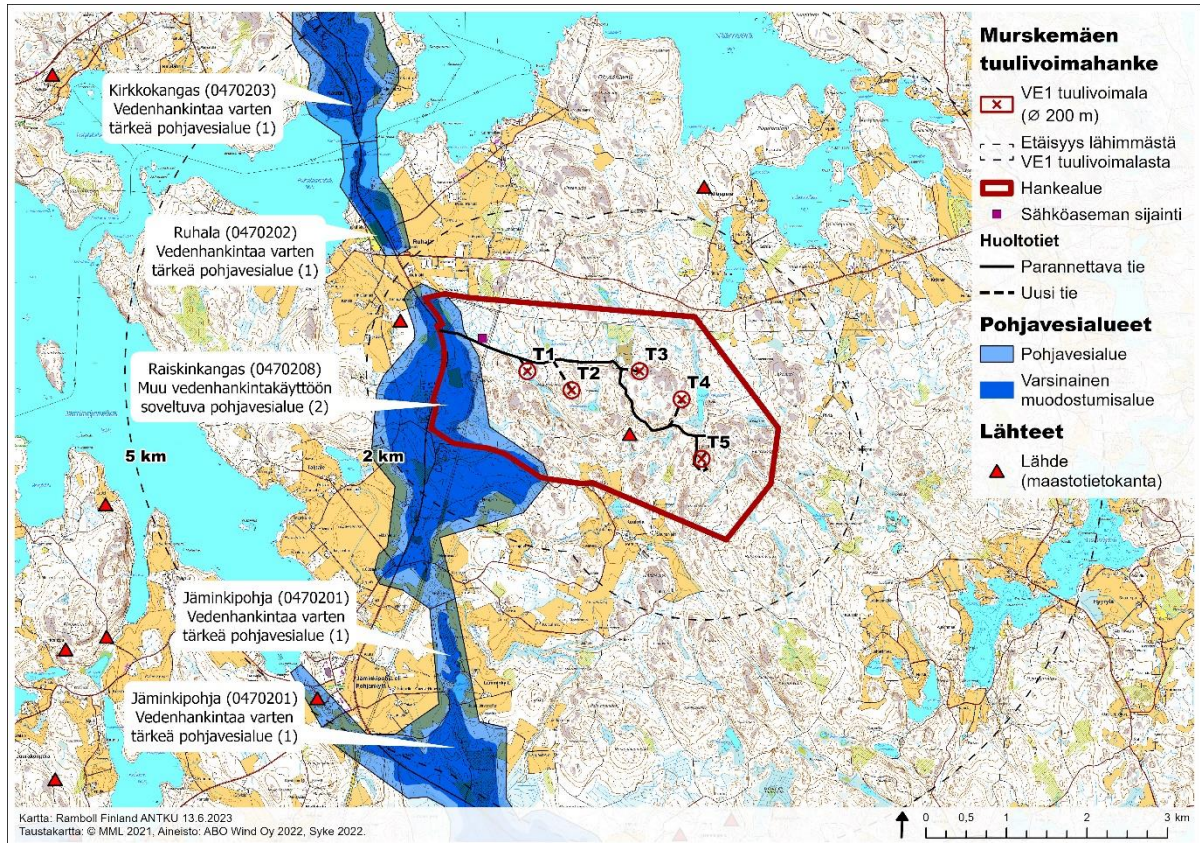 Kirkkokangas (0470203)
Vedenhankintaa varten
tärkeä pohjavesialue (1)
Ruhala (0470202)
Vedenhankintaa varten
tärkeä pohjavesialue (1)
Ruhala
Raiskinkangas (0470208)
Muu vedenhankintakäyttöön
soveltuva pohjavesialue (2)
5 km
2 km
T1
T2
T3
T4
T5
Jäminkipohja (0470201)
Vedenhankintaa varten
tärkeä pohjavesialue (1)
Jäminkipohja (0470201)
Vedenhankintaa varten
tärkeä pohjavesialue (1)
Murskemäen
tuulivoimahanke
VE1 tuulivoimala
(Ø 200 m)
Etäisyys lähimmästä
VE1 tuulivoimalasta
Hankealue
Sähköaseman sijainti
Huoltotiet
Parannettava tie
Uusi tie
Pohjavesialueet
Pohjavesialue
Varsinainen
muodostumisalue
Lähteet
Lähde
(maastotietokanta)
Kartta: Ramboll Finland ANTKU 13.6.2023
Taustakartta: © MML 2021, Aineisto: ABO Wind Oy 2022, Syke 2022.
0 0,5 1 2 3 km